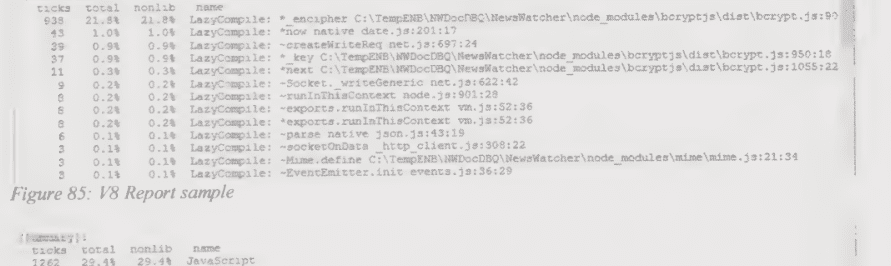 ticks total nonlib name
938 21.8% 21.8% LazyCompile: *_encipher C:\TempENB\NWDocDBQ\NewsWatcher\node_modules\bcryptjs\dist\bcrypt.js:90
43 1.0% 1.0% LazyCompile: *now native date.js:201:17
39 0.9% 0.9% LazyCompile: ~createWriteReq net.js:697:24
37 0.9% 0.9% LazyCompile: *_key C:\TempENB\NWDocDBQ\NewsWatcher\node_modules\bcryptjs\dist\bcrypt.js:950:18
11 0.3% 0.3% LazyCompile: *next C:\TempENB\NWDocDBQ\NewsWatcher\node_modules\bcryptjs\dist\bcrypt.js:1055:22
9 0.2% 0.2% LazyCompile: ~Socket._writeGeneric net.js:622:42
8 0.2% 0.2% LazyCompile: ~runInThisContext node.js:901:28
8 0.2% 0.2% LazyCompile: ~exports.runInThisContext vm.js:52:36
8 0.2% 0.2% LazyCompile: *exports.runInThisContext vm.js:52:36
6 0.1% 0.1% LazyCompile: ~parse native json.js:43:19
3 0.1% 0.1% LazyCompile: ~socketOnData _http_client.js:308:22
3 0.1% 0.1% LazyCompile: ~Mime.define C:\TempENB\NWDocDBQ\NewsWatcher\node_modules\mime\mime.js:21:34
3 0.1% 0.1% LazyCompile: ~EventEmitter.init events.js:36:29
Figure 85: V8 Report sample
[Summary]:
ticks total nonlib name
1262 29.4% 29.4% JavaScript